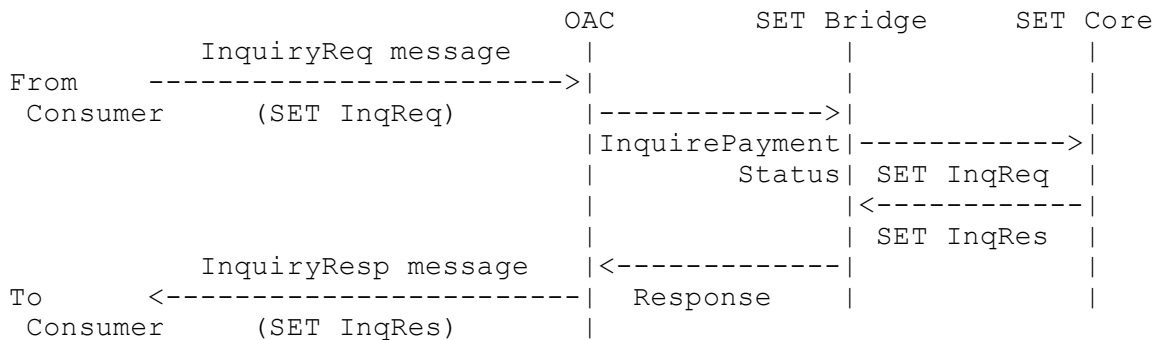 OAC SET Bridge SET Core
InquiryReq message
From
Consumer (SET InqReq)
InquirePayment
Status SET InqReq
SET InqRes
InquiryResp message
To Response
Consumer (SET InqRes)